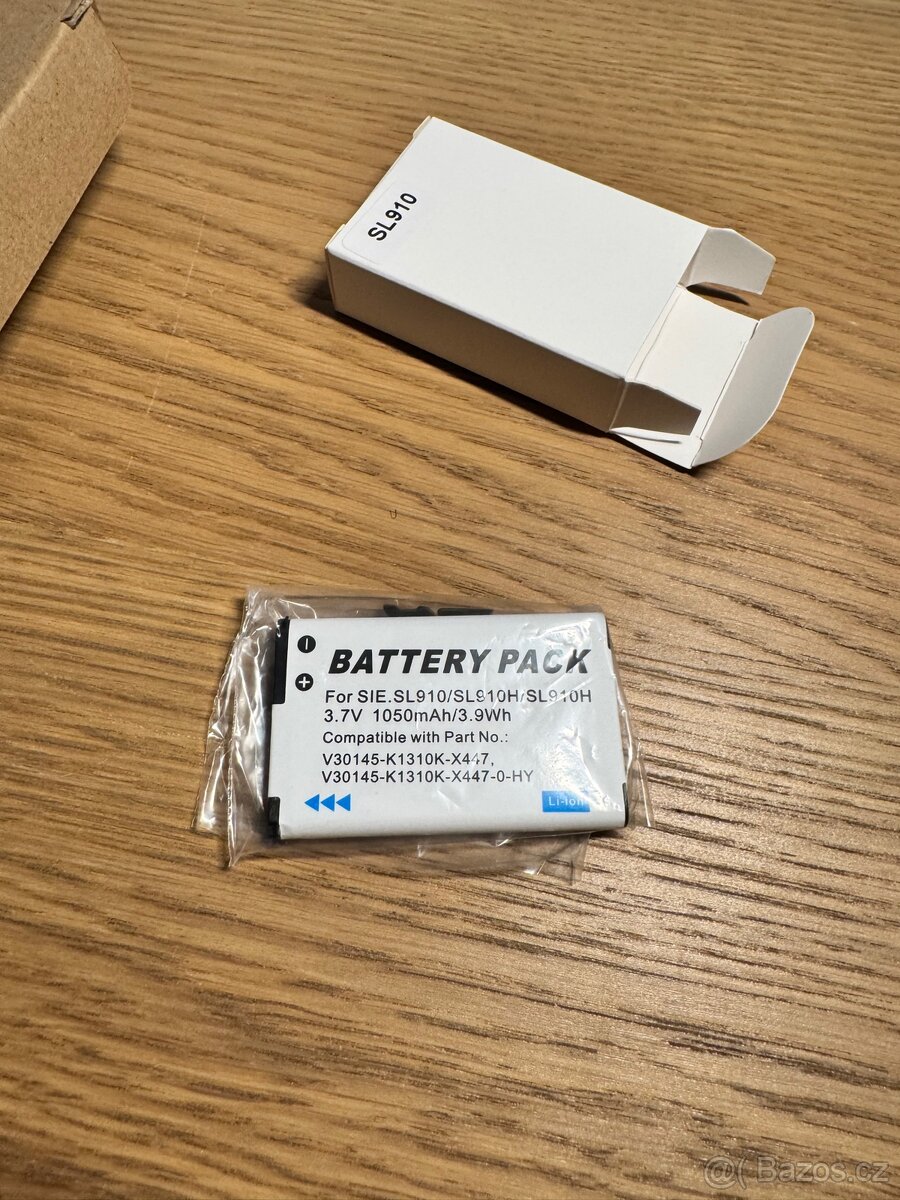 SL910
BATTERY PACK
For SIE.SL910/SL910H/SL910H
3.7V 1050mAh/3.9Wh
Compatible with Part No.:
V30145-K1310K-X447,
V30145-K1310K-X447-0-HY
Li-ion
@( Bazos.cz